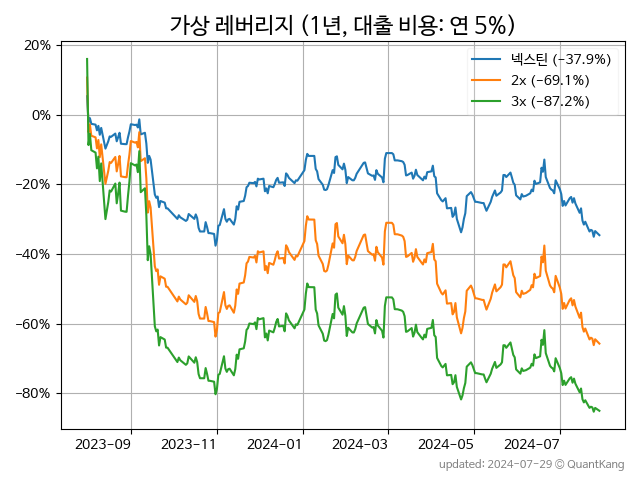 가상 레버리지 (1년, 대출 비용: 연 5%)
20%
0%
−20%
−40%
−60%
−80%
넥스틴 (−37.9%)
2x (−69.1%)
3x (−87.2%)
2023-09 2023-11 2024-01 2024-03 2024-05 2024-07
updated: 2024-07-29 © QuantKang